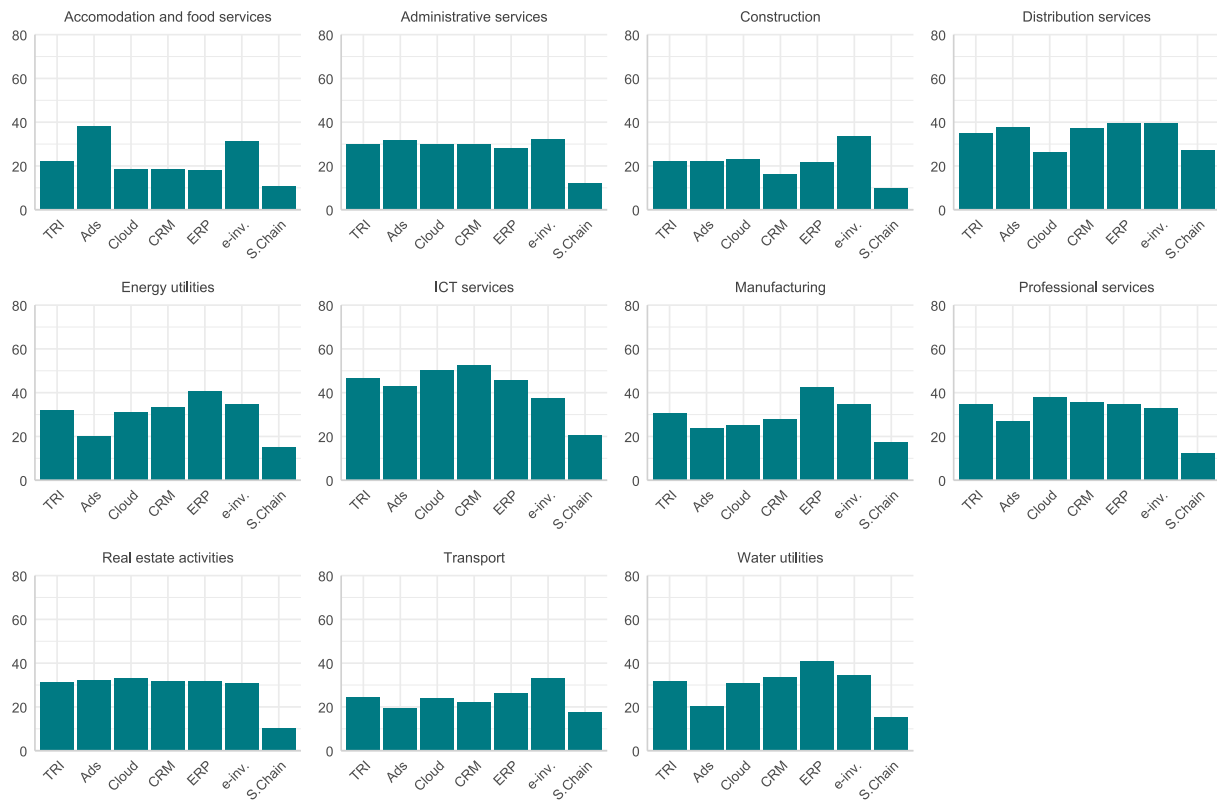 Accomodation and food services
80
60
40
20
0
TRI
Ads
Cloud
CRM
ERP
e-inv.
S.Chain
Administrative services
80
60
40
20
0
TRI
Ads
Cloud
CRM
ERP
e-inv.
S.Chain
Construction
80
60
40
20
0
TRI
Ads
Cloud
CRM
ERP
e-inv.
S.Chain
Distribution services
80
60
40
20
0
TRI
Ads
Cloud
CRM
ERP
e-inv.
S.Chain
Energy utilities
80
60
40
20
0
TRI
Ads
Cloud
CRM
ERP
e-inv.
S.Chain
ICT services
80
60
40
20
0
TRI
Ads
Cloud
CRM
ERP
e-inv.
S.Chain
Manufacturing
80
60
40
20
0
TRI
Ads
Cloud
CRM
ERP
e-inv.
S.Chain
Professional services
80
60
40
20
0
TRI
Ads
Cloud
CRM
ERP
e-inv.
S.Chain
Real estate activities
80
60
40
20
0
TRI
Ads
Cloud
CRM
ERP
e-inv.
S.Chain
Transport
80
60
40
20
0
TRI
Ads
Cloud
CRM
ERP
e-inv.
S.Chain
Water utilities
80
60
40
20
0
TRI
Ads
Cloud
CRM
ERP
e-inv.
S.Chain